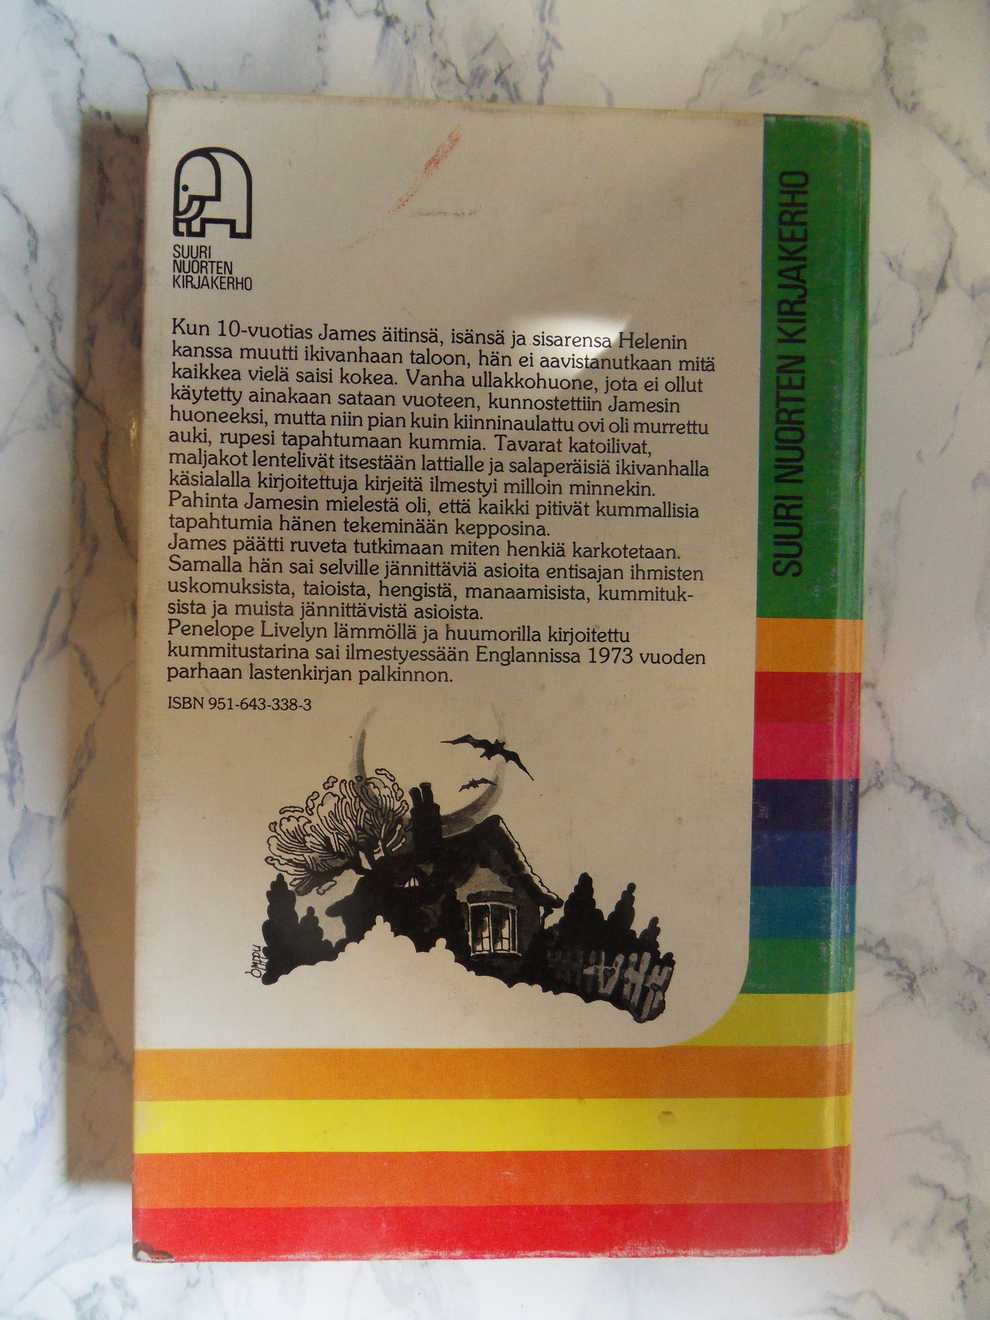 SUURI
NUORTEN
KIRJAKERHO
Kun 10-vuotias James äitinsä, isänsä ja sisarensa Helenin
kanssa muutti ikivanhaan taloon, hän ei aavistanutkaan mitä
kaikkea vielä saisi kokea. Vanha ullakkohuone, jota ei ollut
käytetty ainakaan sataan vuoteen, kunnostettiin Jamesin
huoneeksi, mutta niin pian kuin kiinninaulattu ovi oli murrettu
auki, rupesi tapahtumaan kummia. Tavarat katoilivat,
maljakot lentelivät itsestään lattialle ja salaperäisiä ikivanhalla
käsialalla kirjoitettuja kirjeitä ilmestyi milloin minnekin.
Pahinta Jamesin mielestä oli, että kaikki pitivät kummallisia
tapahtumia hänen tekeminään kepposina.
James päätti ruveta tutkimaan miten henkiä karkotetaan.
Samalla hän sai selville jännittäviä asioita entisajan ihmisten
uskomuksista, taioista, hengistä, manaamisista, kummituk-
sista ja muista jännittävistä asioista.
Penelope Livelyn lämmöllä ja huumorilla kirjoitettu
kummitustarina sai ilmestyessään Englannissa 1973 vuoden
parhaan lastenkirjan palkinnon.
ISBN 951-643-338-3
SUURI NUORTEN KIRJAKERHO